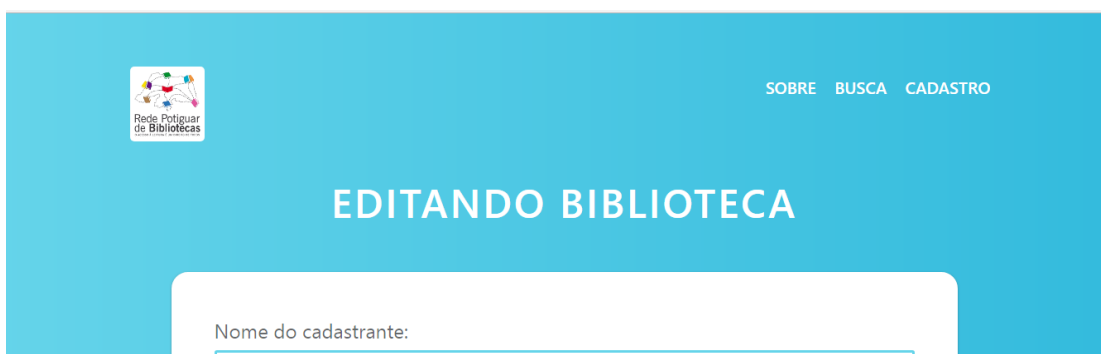 Rede Potiguar
de Bibliotecas
SOBRE BUSCA CADASTRO
EDITANDO BIBLIOTECA
Nome do cadastrante: